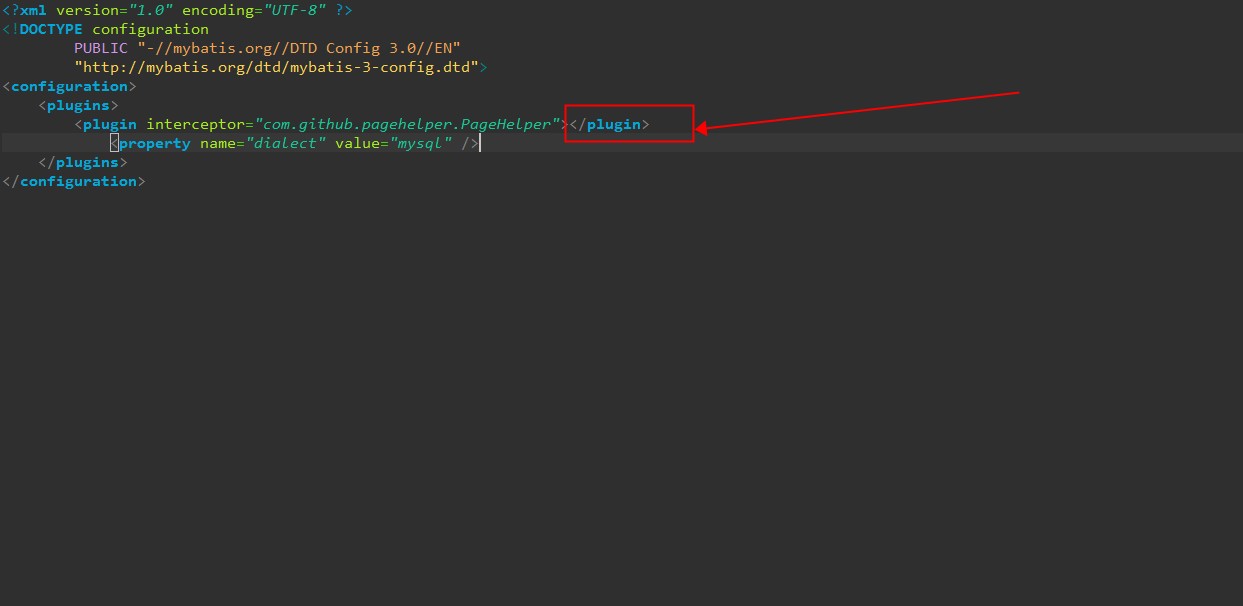 <?xml version="1.0" encoding="UTF-8" ?>
<!DOCTYPE configuration
PUBLIC "-//mybatis.org//DTD Config 3.0//EN"
"http://mybatis.org/dtd/mybatis-3-config.dtd">
<configuration>
<plugins>
<plugin interceptor="com.github.pagehelper.PageHelper"></plugin>
<property name="dialect" value="mysql" />
</plugins>
</configuration>